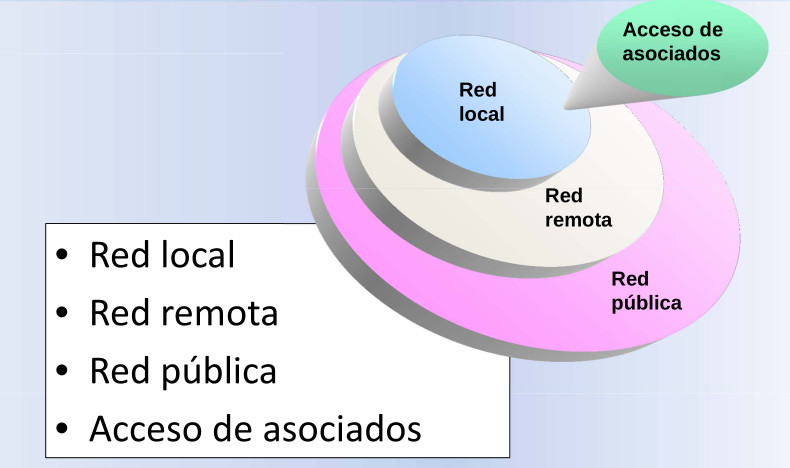 Acceso de
asociados
Red
local
Red
remota
Red
pública
• Red local
• Red remota
• Red pública
• Acceso de asociados